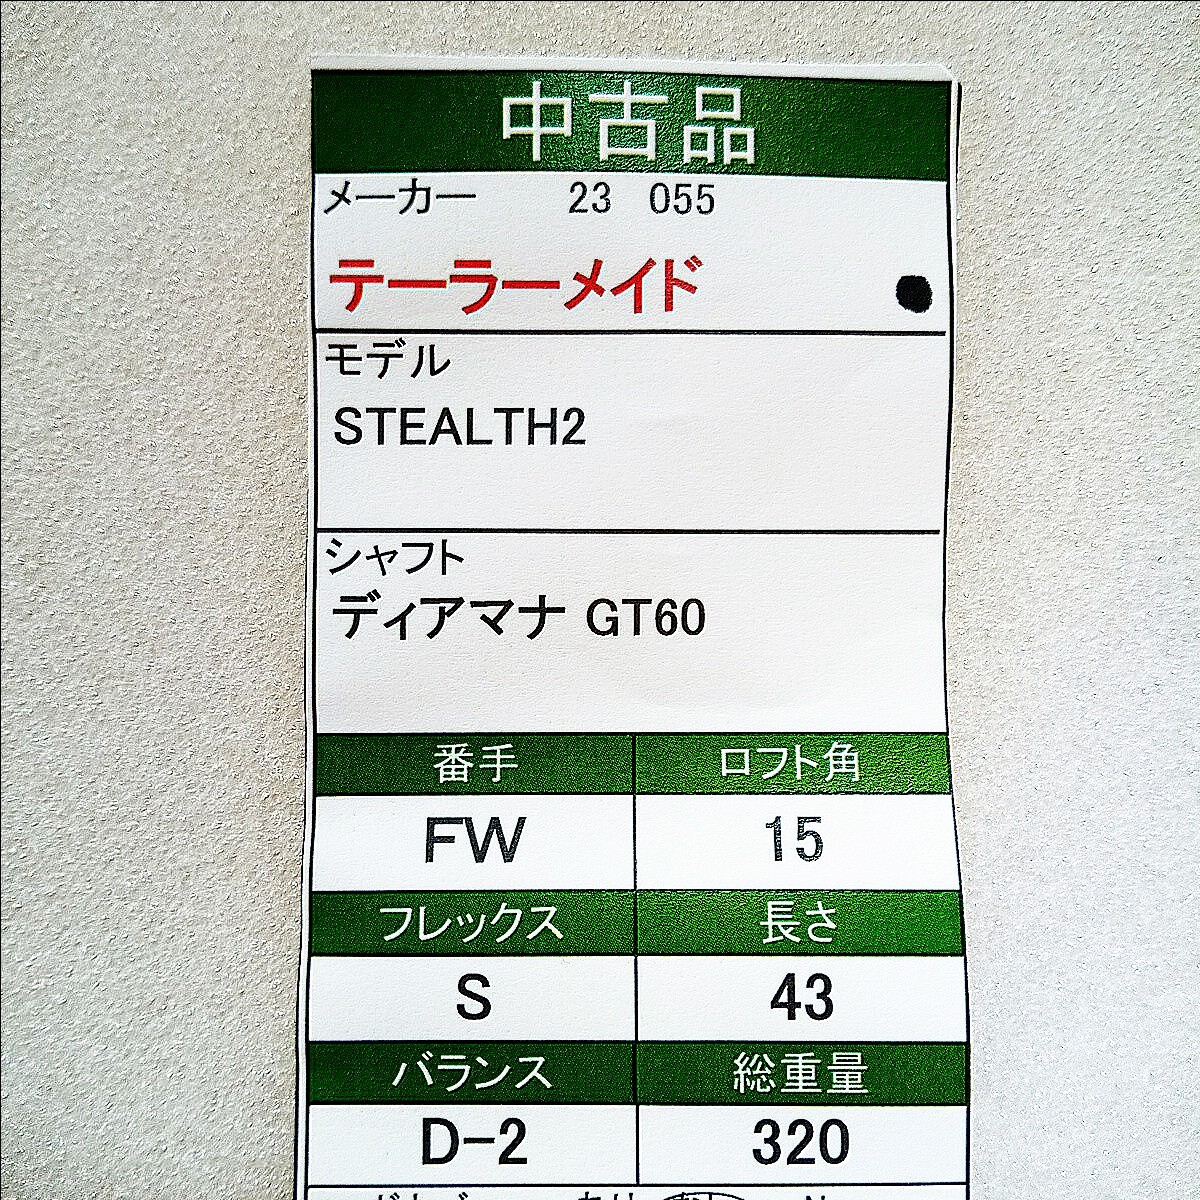 中古品
メーカー 23 055
テーラーメイド
モデル
STEALTH2
シャフト
ディアマナ GT60
番手 ロフト角
FW 15
フレックス 長さ
S 43
バランス 総重量
D-2 320